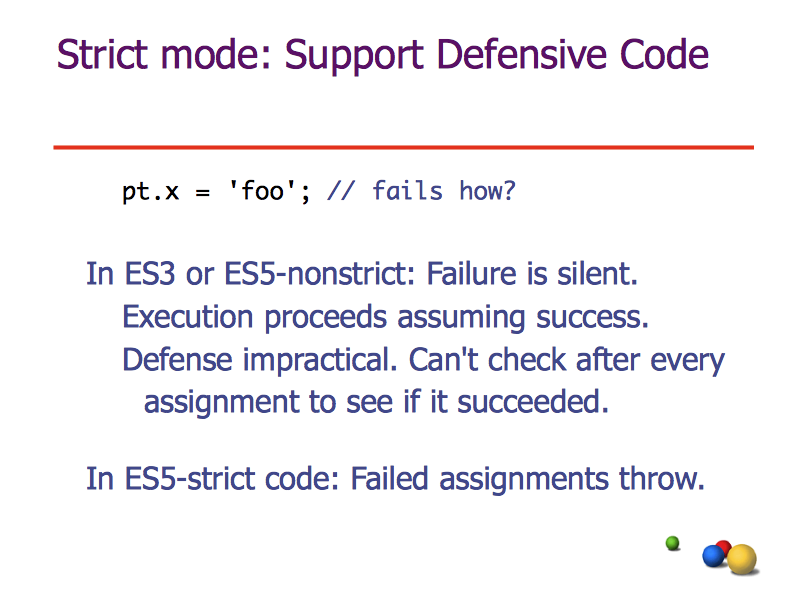 Strict mode: Support Defensive Code
pt.x = 'foo'; // fails how?
In ES3 or ES5-nonstrict: Failure is silent.
Execution proceeds assuming success.
Defense impractical. Can't check after every
assignment to see if it succeeded.
In ES5-strict code: Failed assignments throw.